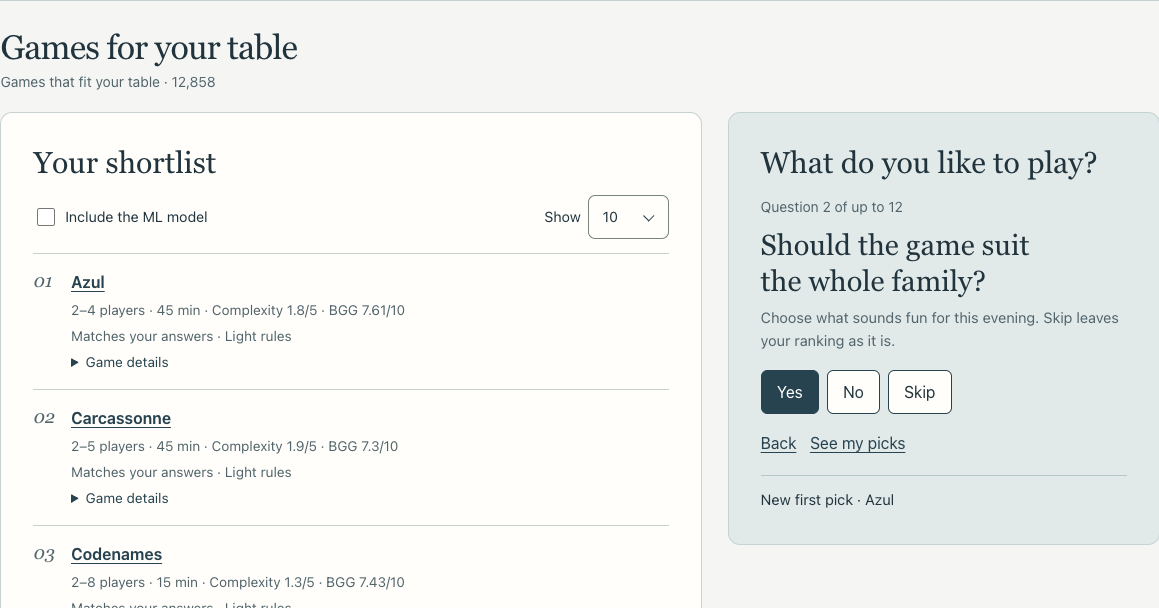 Games for your table
Games that fit your table · 12,858
Your shortlist
Include the ML model
Show
10
01
Azul
2–4 players · 45 min · Complexity 1.8/5 · BGG 7.61/10
Matches your answers · Light rules
Game details
02
Carcassonne
2–5 players · 45 min · Complexity 1.9/5 · BGG 7.3/10
Matches your answers · Light rules
Game details
03
Codenames
2–8 players · 15 min · Complexity 1.3/5 · BGG 7.43/10
Matches your answers · Light rules
What do you like to play?
Question 2 of up to 12
Should the game suit
the whole family?
Choose what sounds fun for this evening. Skip leaves
your ranking as it is.
Yes
No
Skip
Back
See my picks
New first pick · Azul